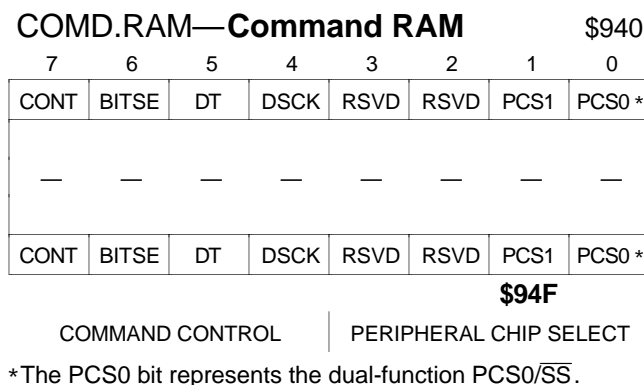 COMD.RAM—Command RAM $940
7 6 5 4 3 2 1 0
CONT BITSE DT DSCK RSVD RSVD PCS1 PCS0 *
— — — — — — — —
CONT BITSE DT DSCK RSVD RSVD PCS1 PCS0 *
$94F
COMMAND CONTROL PERIPHERAL CHIP SELECT
*The PCS0 bit represents the dual-function PCS0/S̅S̅.